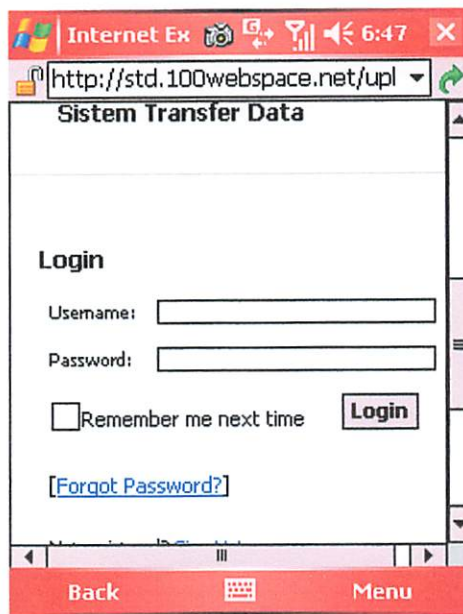 Internet Ex 6:47
http://std.100webspace.net/upl
Sistem Transfer Data
Login
Username:
Password:
Remember me next time Login
[Forgot Password?]
Back Menu